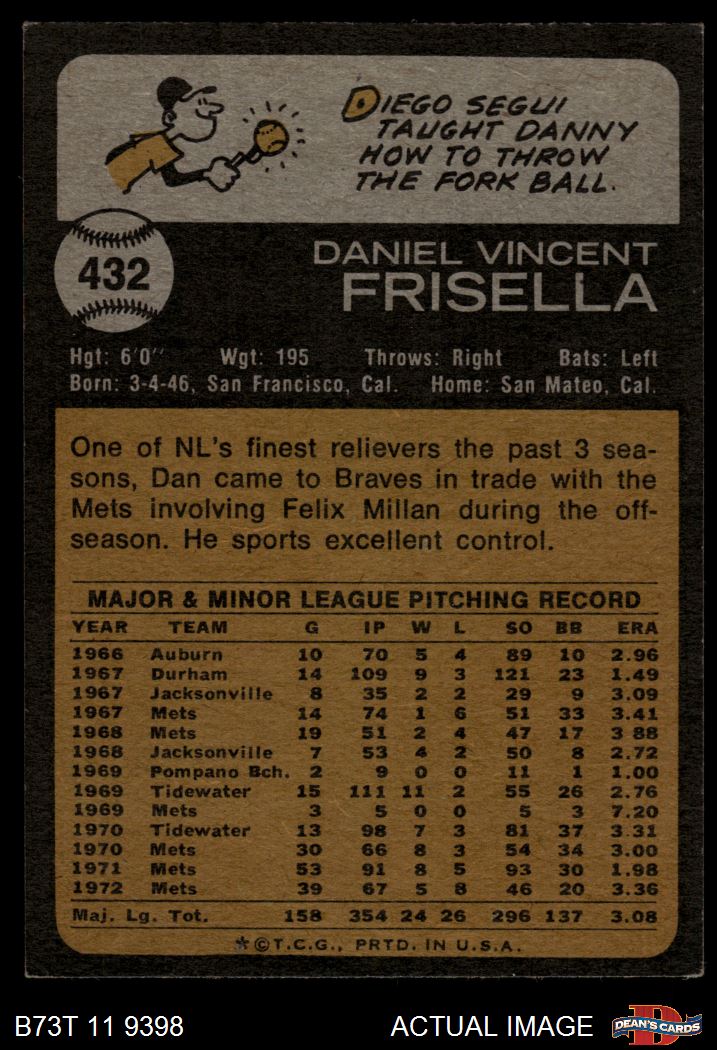 DIEGO SEGUI
TAUGHT DANNY
HOW TO THROW
THE FORK BALL.
432
DANIEL VINCENT
FRISELLA
Hgt: 6'0" Wgt: 195 Throws: Right Bats: Left
Born: 3-4-46, San Francisco, Cal. Home: San Mateo, Cal.
One of NL's finest relievers the past 3 sea-
sons, Dan came to Braves in trade with the
Mets involving Felix Millan during the off-
season. He sports excellent control.
MAJOR & MINOR LEAGUE PITCHING RECORD
YEAR TEAM G IP W L SO BB ERA
1966 Auburn 10 70 5 4 89 10 2.96
1967 Durham 14 109 9 3 121 23 1.49
1967 Jacksonville 8 35 2 2 29 9 3.09
1967 Mets 14 74 1 6 51 33 3.41
1968 Mets 19 51 2 4 47 17 3 88
1968 Jacksonville 7 53 4 2 50 8 2.72
1969 Pompano Bch. 2 9 0 0 11 1 1.00
1969 Tidewater 15 111 11 2 55 26 2.76
1969 Mets 3 5 0 0 5 3 7.20
1970 Tidewater 13 98 7 3 81 37 3.31
1970 Mets 30 66 8 3 54 34 3.00
1971 Mets 53 91 8 5 93 30 1.98
1972 Mets 39 67 5 8 46 20 3.36
Maj. Lg. Tot. 158 354 24 26 296 137 3.08
*©T.C.G., PRTD. IN U.S.A.
B73T 11 9398 ACTUAL IMAGE DEAN'S CARDS